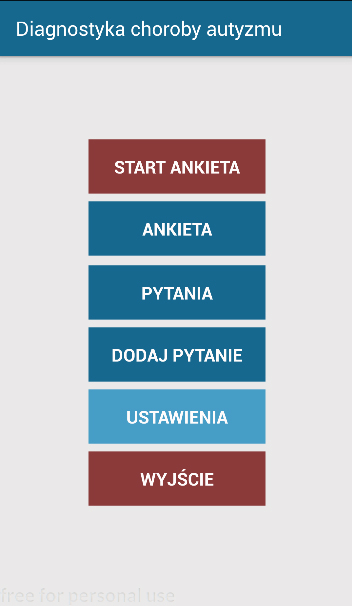 Diagnostyka choroby autyzmu
START ANKIETA
ANKIETA
PYTANIA
DODAJ PYTANIE
USTAWIENIA
WYJŚCIE
free for personal use